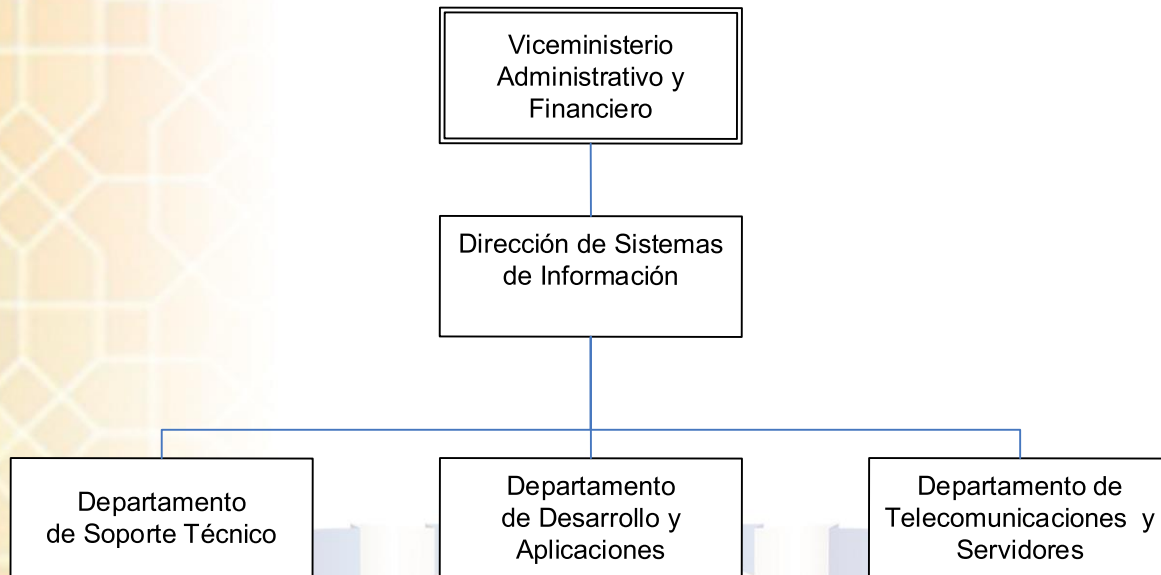 Viceministerio
Administrativo y
Financiero
Dirección de Sistemas
de Información
Departamento
de Soporte Técnico
Departamento
de Desarrollo y
Aplicaciones
Departamento de
Telecomunicaciones y
Servidores